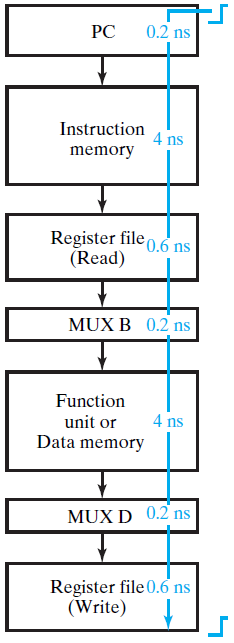 PC 0.2 ns
Instruction
memory
4 ns
Register file 0.6 ns
(Read)
MUX B 0.2 ns
Function
unit or
Data memory
4 ns
MUX D 0.2 ns
Register file 0.6 ns
(Write)